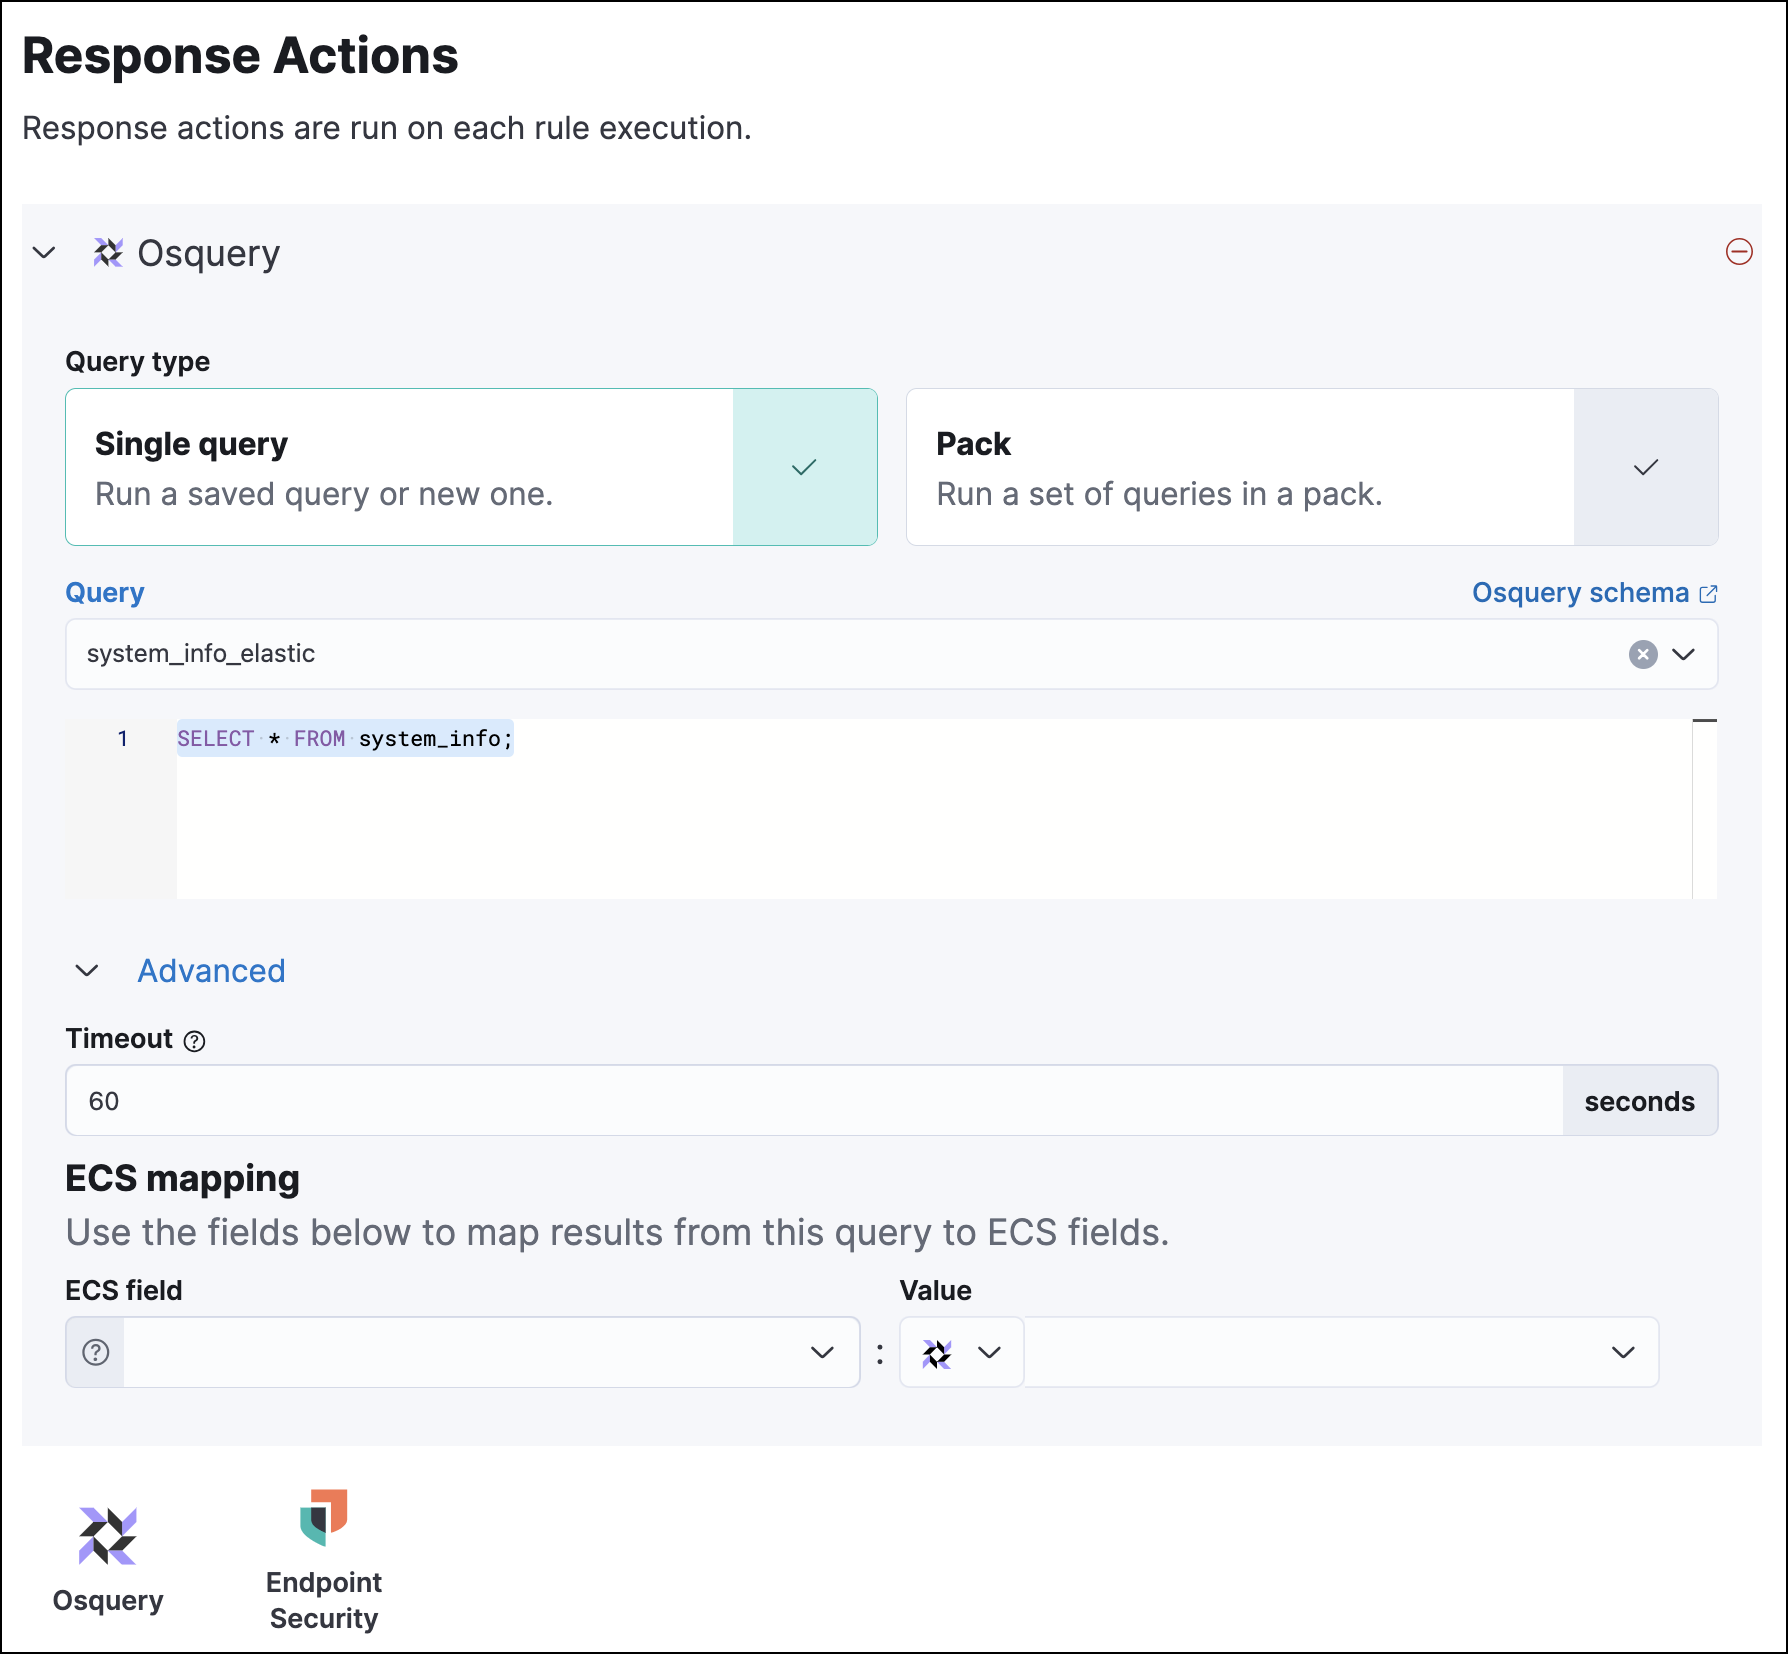 Response Actions
Response actions are run on each rule execution.
Osquery
Query type
Single query
Run a saved query or new one.
Pack
Run a set of queries in a pack.
Query
Osquery schema
system_info_elastic
1 SELECT * FROM system_info;
Advanced
Timeout
60 seconds
ECS mapping
Use the fields below to map results from this query to ECS fields.
ECS field
Value
:
Osquery
Endpoint
Security